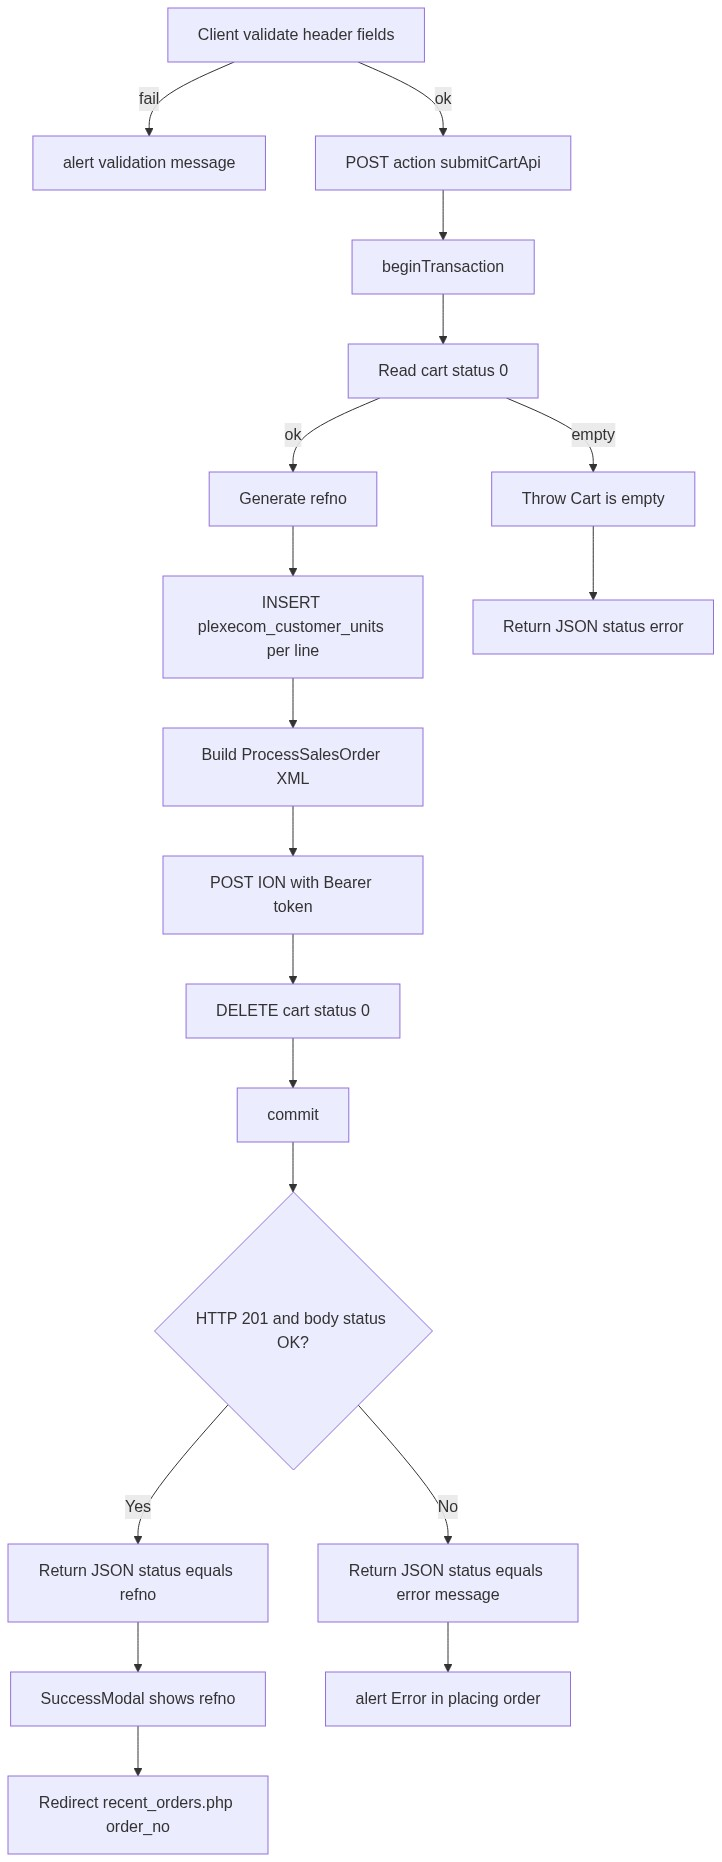 Client validate header fields
fail
ok
alert validation message
POST action submitCartApi
beginTransaction
Read cart status 0
ok
empty
Generate refno
Throw Cart is empty
INSERT
plexecom_customer_units
per line
Return JSON status error
Build ProcessSalesOrder
XML
POST ION with Bearer
token
DELETE cart status 0
commit
HTTP 201 and body status
OK?
Yes
No
Return JSON status equals
refno
Return JSON status equals
error message
SuccessModal shows refno
alert Error in placing order
Redirect recent_orders.php
order_no